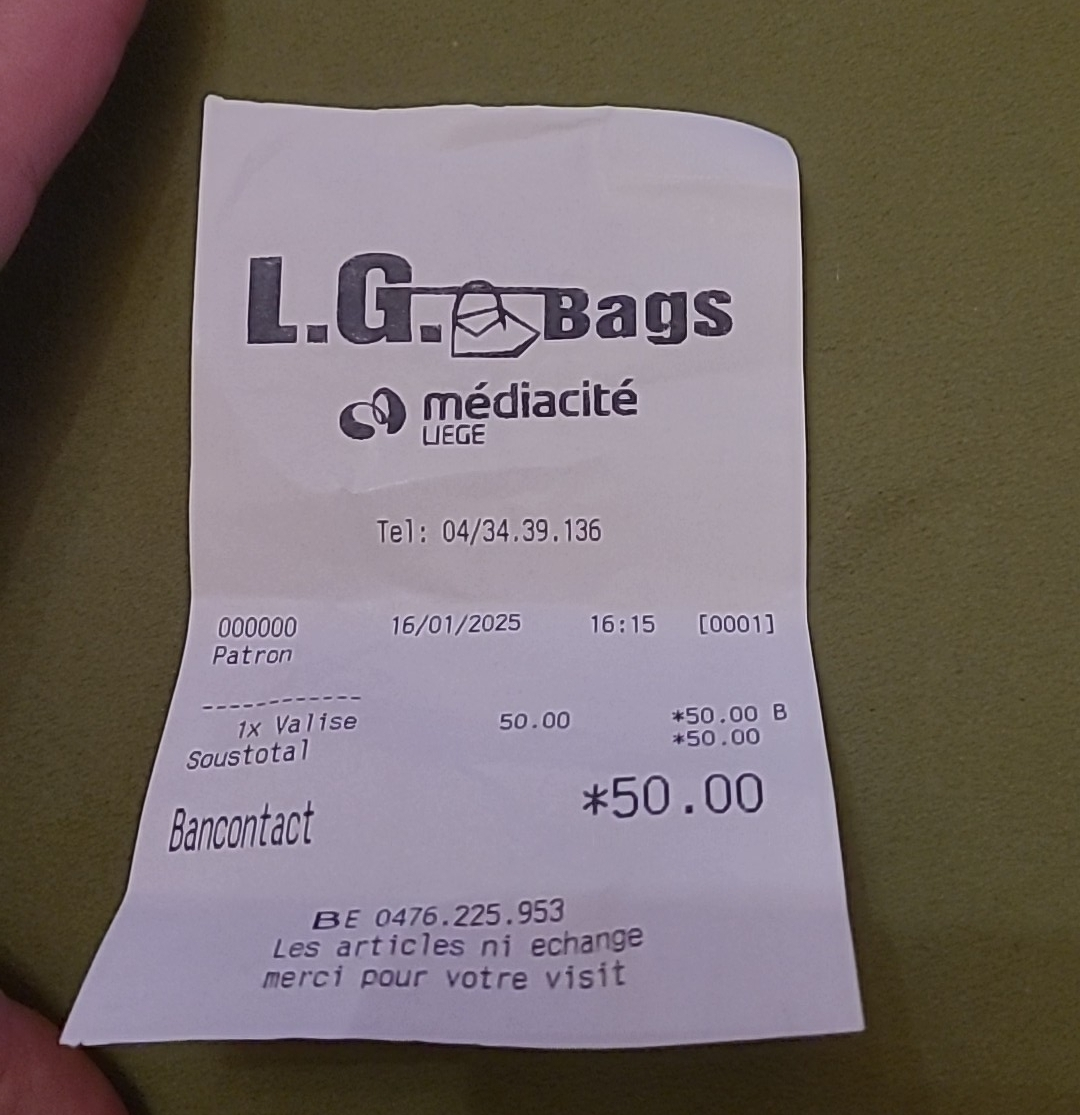 L.G. Bags
médiacité
LIEGE
Tel: 04/34.39.136
000000 16/01/2025 16:15 [0001]
Patron
------------
1x Valise 50.00 *50.00 B
Soustotal *50.00
Bancontact *50.00
BE 0476.225.953
Les articles ni echange
merci pour votre visit